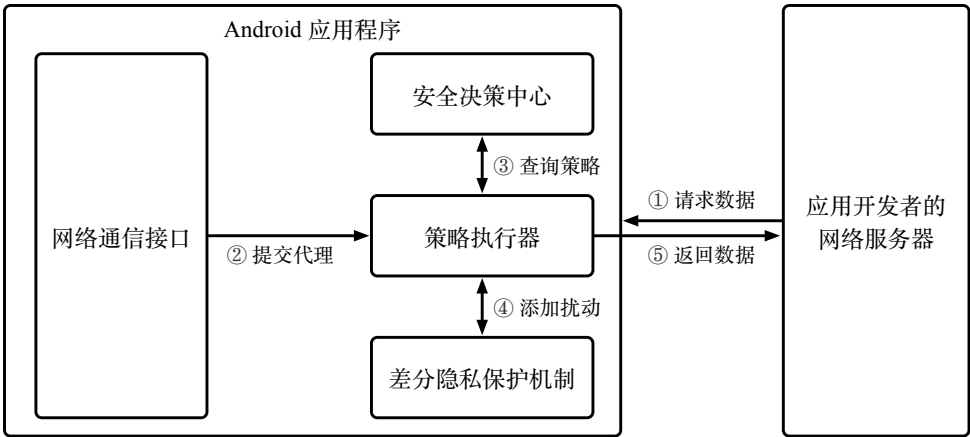 Android 应用程序
安全决策中心
③ 查询策略
① 请求数据
应用开发者的
网络服务器
网络通信接口
② 提交代理
策略执行器
⑤ 返回数据
④ 添加扰动
差分隐私保护机制